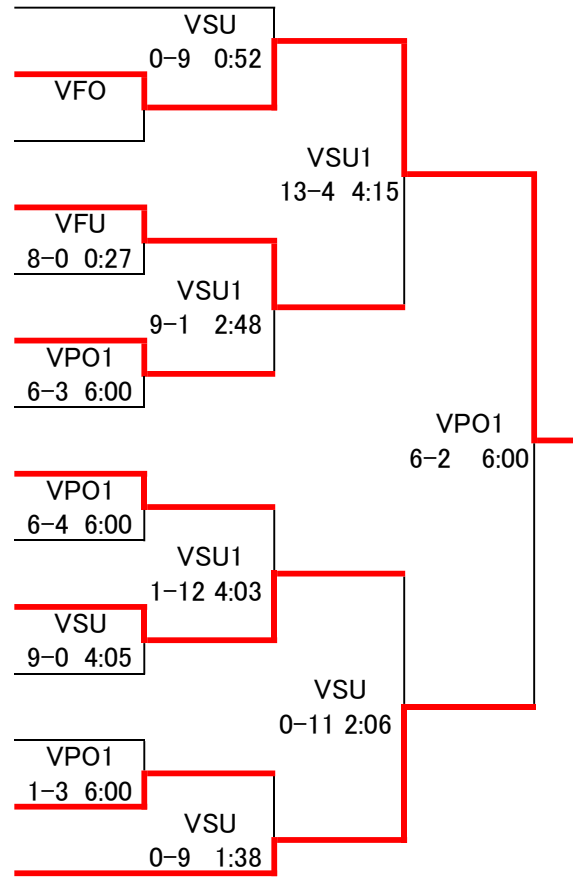 VSU
0-9 0:52
VFO
VSU1
13-4 4:15
VFU
8-0 0:27
VSU1
9-1 2:48
VPO1
6-3 6:00
VPO1
6-2 6:00
VPO1
6-4 6:00
VSU1
1-12 4:03
VSU
9-0 4:05
VSU
0-11 2:06
VPO1
1-3 6:00
VSU
0-9 1:38